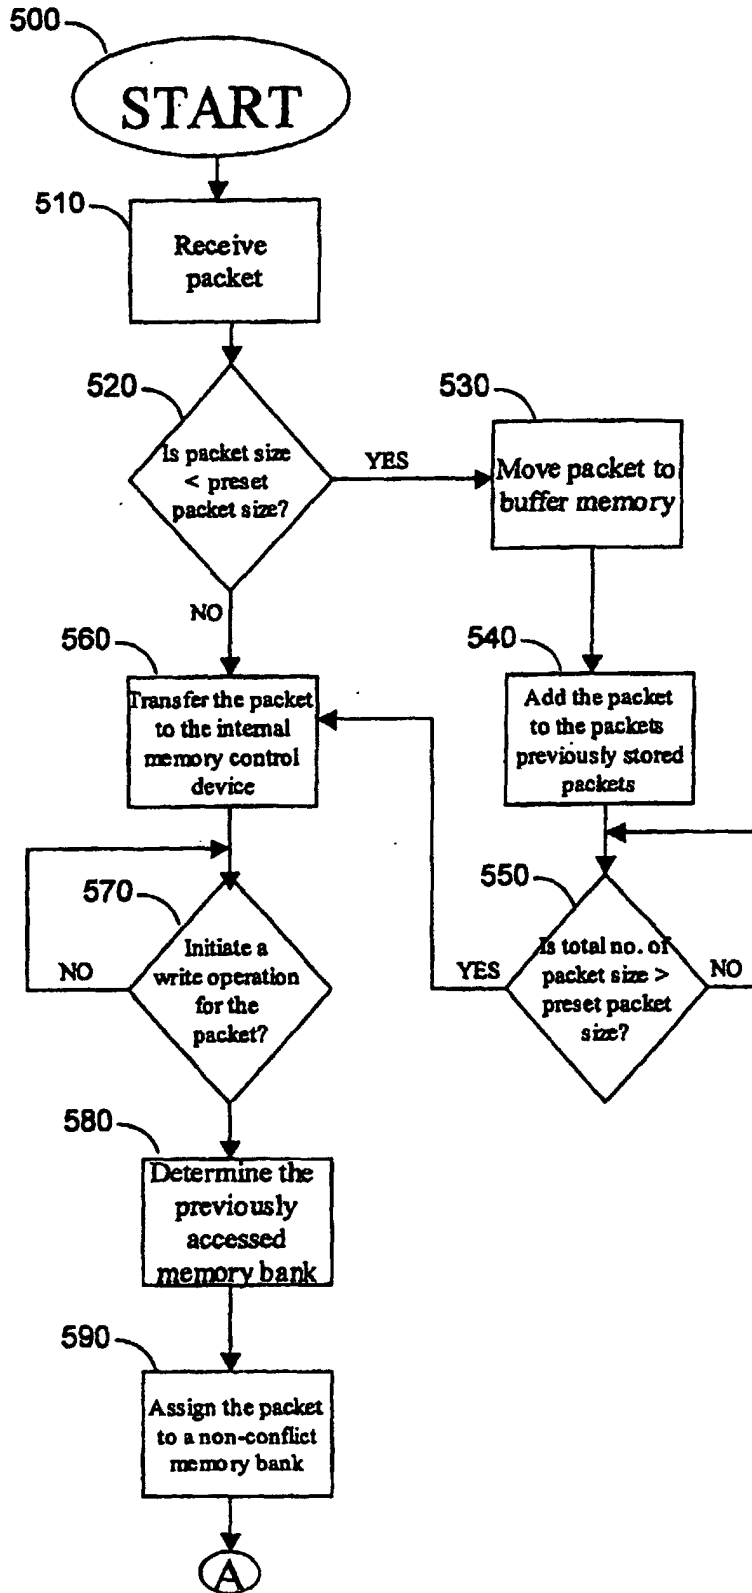 500
START
510
Receive
packet
520
Is packet size
< preset
packet size?
YES
NO
530
Move packet to
buffer memory
540
Add the packet
to the packets
previously stored
packets
550
Is total no. of
packet size >
preset packet
size?
YES
NO
560
Transfer the packet
to the internal
memory control
device
570
Initiate a
write operation
for the
packet?
NO
580
Determine the
previously
accessed
memory bank
590
Assign the packet
to a non-conflict
memory bank
A